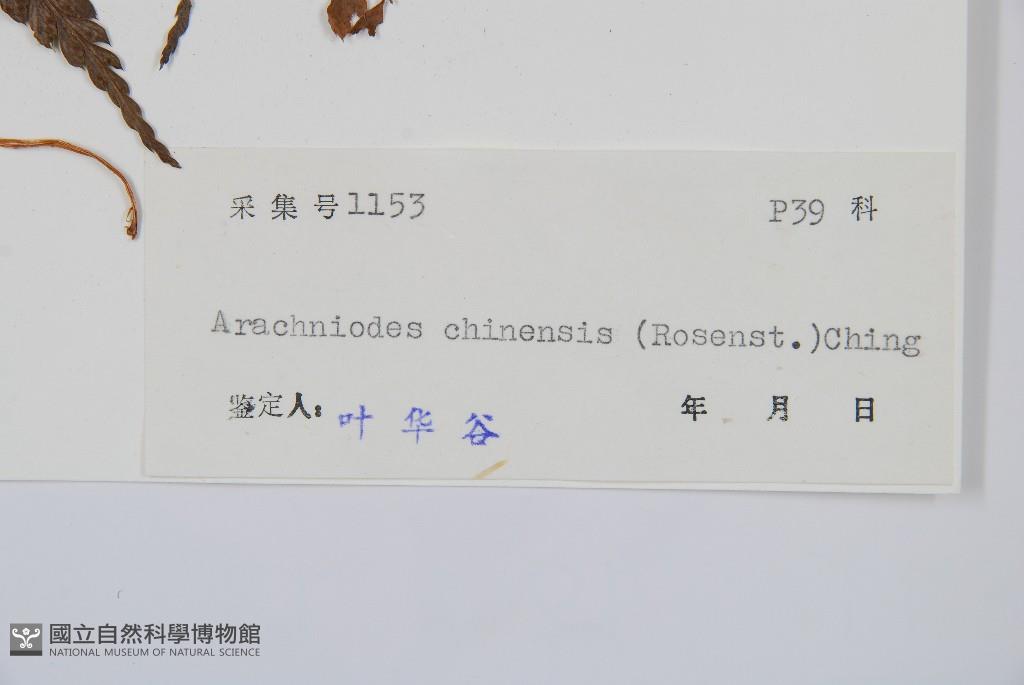 采集号1153 P39 科
Arachniodes chinensis (Rosenst.)Ching
鉴定人: 叶华谷 年 月 日
國立自然科學博物館
NATIONAL MUSEUM OF NATURAL SCIENCE